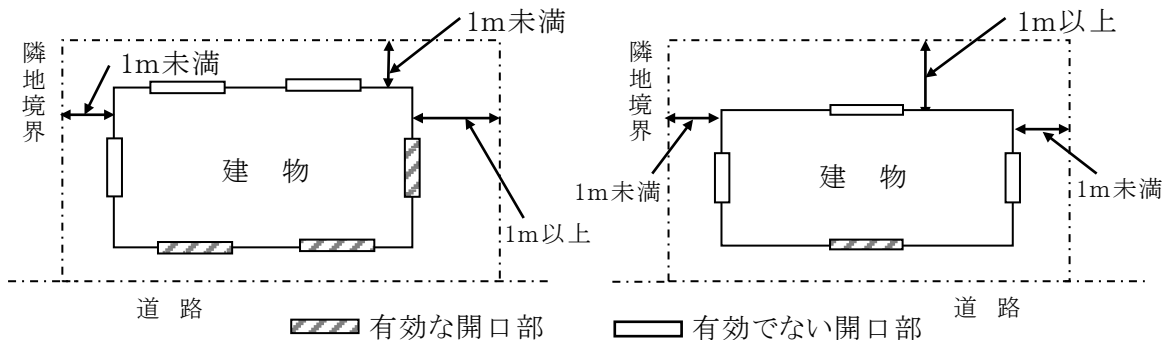 1m未満
隣地境界
1m未満
建 物
1m以上
道 路
1m以上
隣地境界
1m未満
建 物
1m未満
道 路
有効な開口部
有効でない開口部